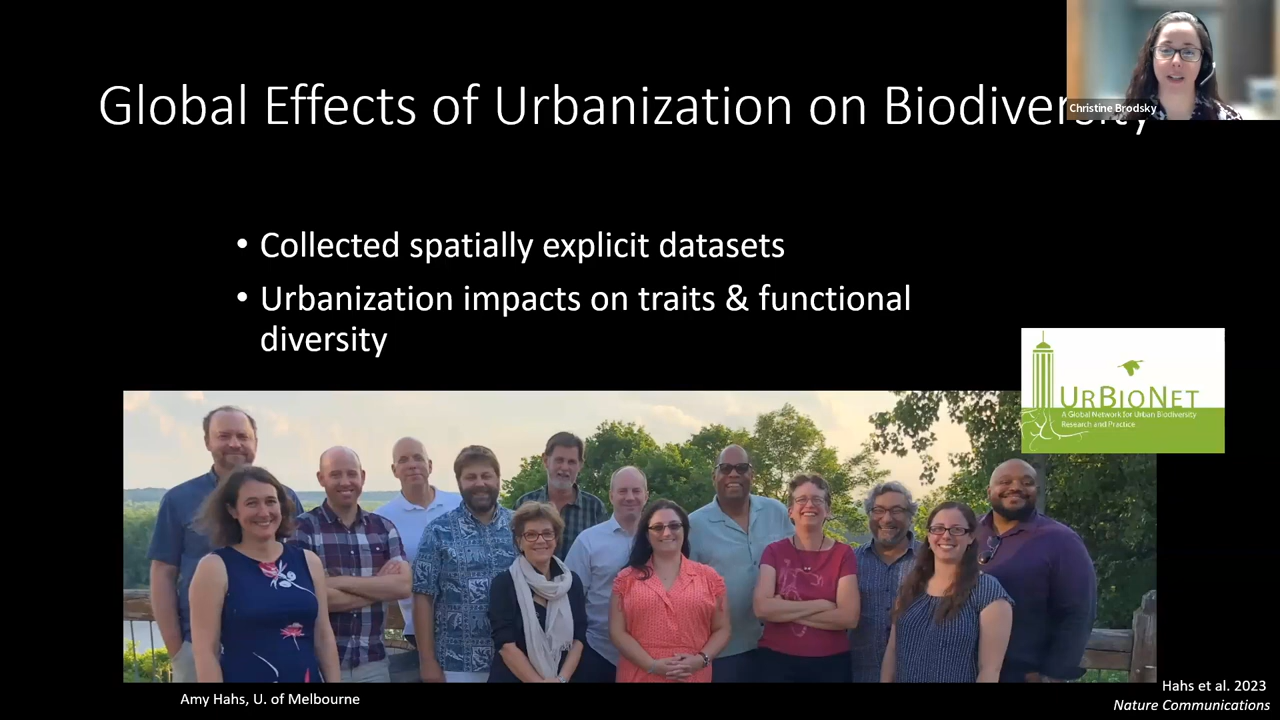 Global Effects of Urbanization on Biodiversity
Christine Brodsky
• Collected spatially explicit datasets
• Urbanization impacts on traits & functional
diversity
URBIONET
A Global Network for Urban Biodiversity
Research and Practice
Amy Hahs, U. of Melbourne
Hahs et al. 2023
Nature Communications